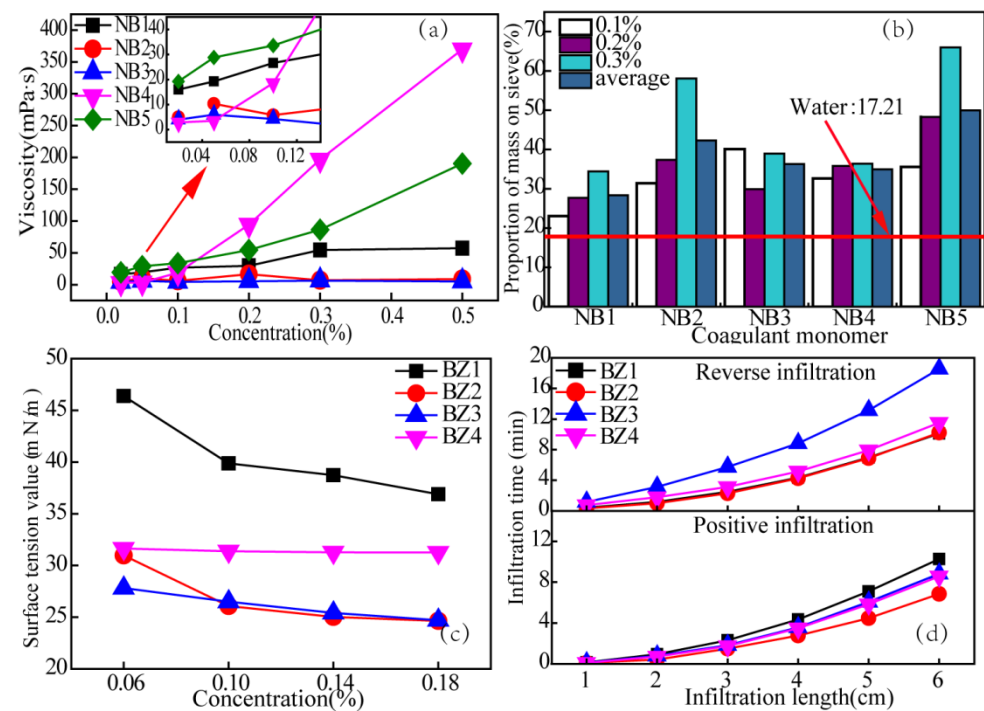 (a)
NB1
NB2
NB3
NB4
NB5
Viscosity(mPa·s)
400
350
300
250
200
150
100
50
0
0.0 0.1 0.2 0.3 0.4 0.5
Concentration(%)
40
30
20
10
0
0.04 0.08 0.12
(b)
0.1%
0.2%
0.3%
average
Water:17.21
Proportion of mass on sieve(%)
70
60
50
40
30
20
10
0
NB1 NB2 NB3 NB4 NB5
Coagulant monomer
(c)
BZ1
BZ2
BZ3
BZ4
Surface tension value (mN/m)
50
45
40
35
30
25
20
0.06 0.10 0.14 0.18
Concentration(%)
BZ1
BZ2
BZ3
BZ4
Reverse infiltration
Infiltration time (min)
20
16
12
8
4
0
Positive infiltration
12
8
4
0
(d)
1 2 3 4 5 6
Infiltration length(cm)